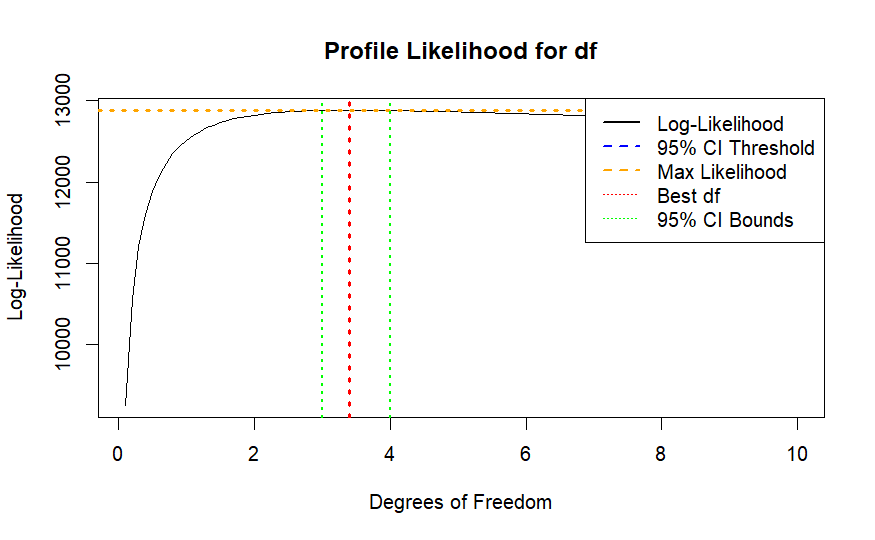 Profile Likelihood for df
Log-Likelihood
13000
12000
11000
10000
Log-Likelihood
95% CI Threshold
Max Likelihood
Best df
95% CI Bounds
0 2 4 6 8 10
Degrees of Freedom